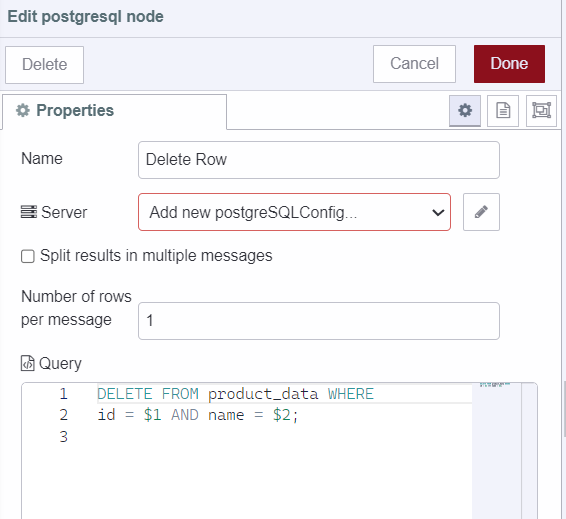 Edit postgresql node
Delete
Cancel
Done
Properties
Name
Delete Row
Server
Add new postgreSQLConfig...
Split results in multiple messages
Number of rows
per message
1
Query
1 DELETE FROM product_data WHERE
2 id = $1 AND name = $2;
3